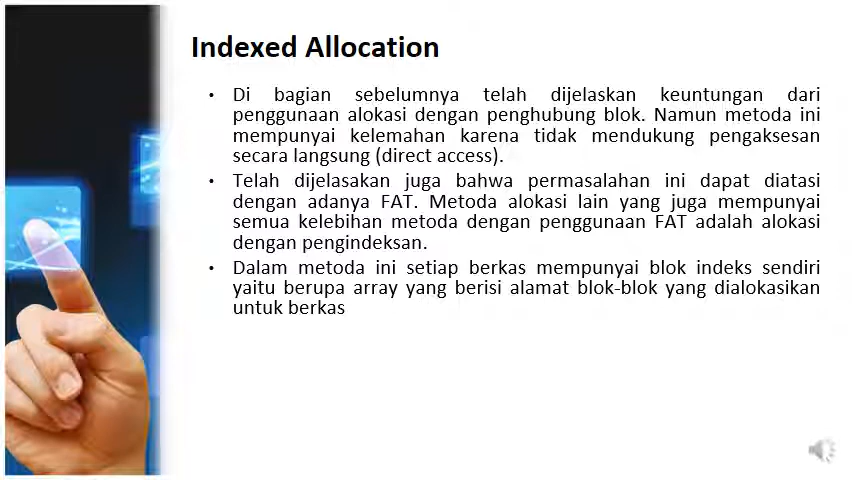 Indexed Allocation
• Di bagian sebelumnya telah dijelaskan keuntungan dari
penggunaan alokasi dengan penghubung blok. Namun metoda ini
mempunyai kelemahan karena tidak mendukung pengaksesan
secara langsung (direct access).
• Telah dijelasakan juga bahwa permasalahan ini dapat diatasi
dengan adanya FAT. Metoda alokasi lain yang juga mempunyai
semua kelebihan metoda dengan penggunaan FAT adalah alokasi
dengan pengindeksan.
• Dalam metoda ini setiap berkas mempunyai blok indeks sendiri
yaitu berupa array yang berisi alamat blok-blok yang dialokasikan
untuk berkas